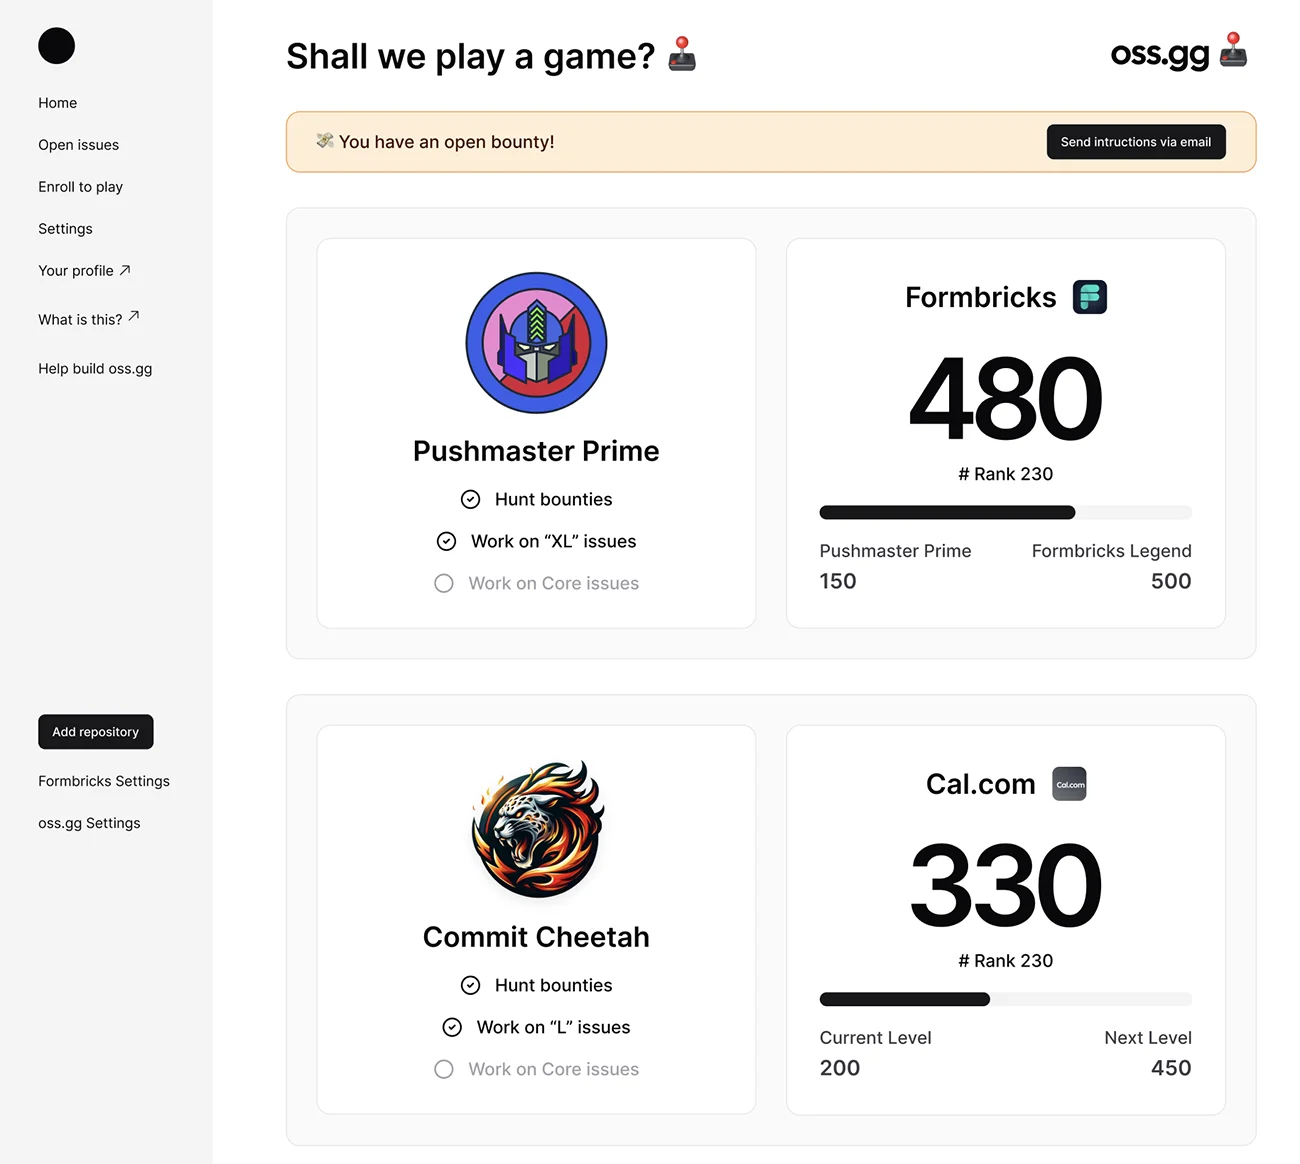 Home
Open issues
Enroll to play
Settings
Your profile ↗
What is this? ↗
Help build oss.gg
Add repository
Formbricks Settings
oss.gg Settings
Shall we play a game? 🕹️
oss.gg 🕹️
💸 You have an open bounty!
Send intructions via email
Pushmaster Prime
Hunt bounties
Work on “XL” issues
Work on Core issues
Formbricks
480
# Rank 230
Pushmaster Prime Formbricks Legend
150 500
Commit Cheetah
Hunt bounties
Work on “L” issues
Work on Core issues
Cal.com
Cal.com
330
# Rank 230
Current Level Next Level
200 450